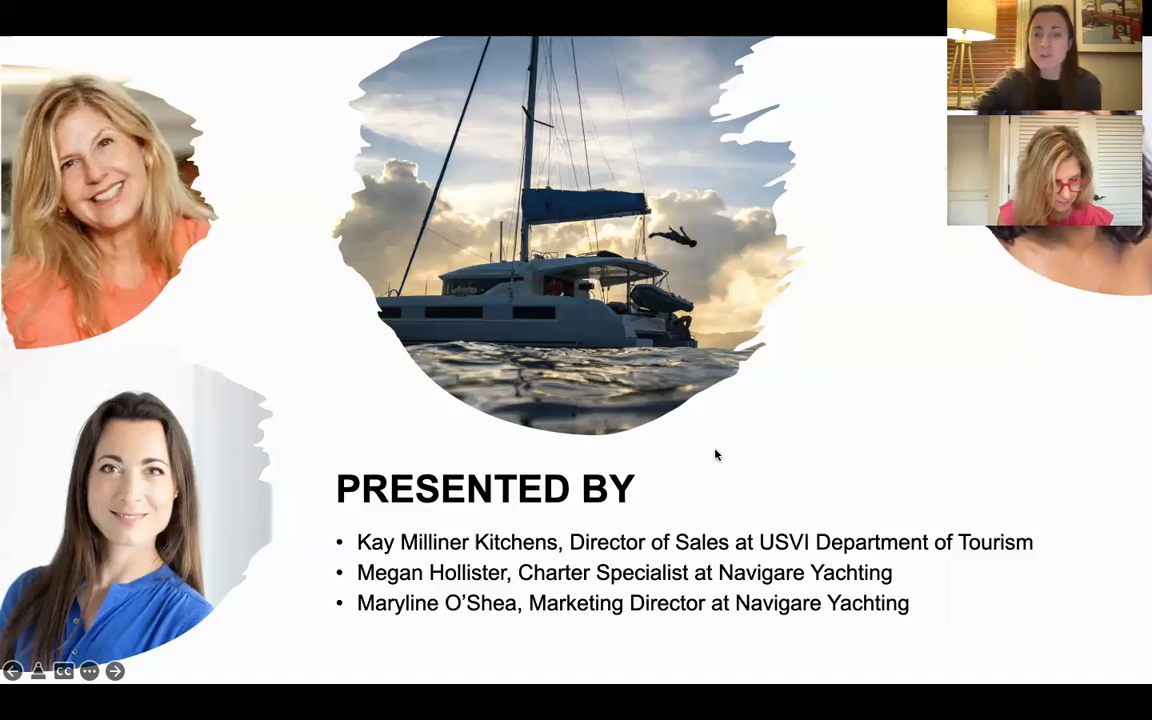 PRESENTED BY
• Kay Milliner Kitchens, Director of Sales at USVI Department of Tourism
• Megan Hollister, Charter Specialist at Navigare Yachting
• Maryline O’Shea, Marketing Director at Navigare Yachting
CC